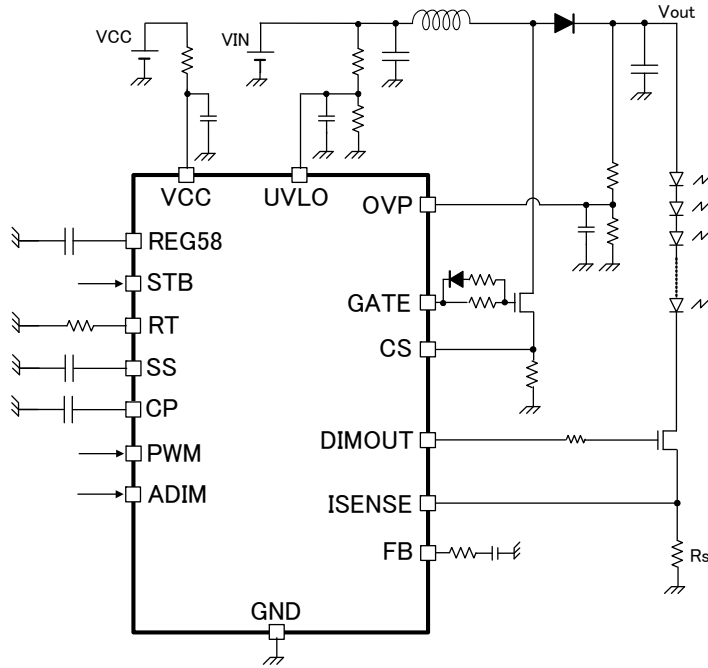 Vout
VCC
VIN
VCC
UVLO
OVP
REG58
STB
GATE
RT
CS
SS
CP
DIMOUT
PWM
ADIM
ISENSE
FB
Rs
GND